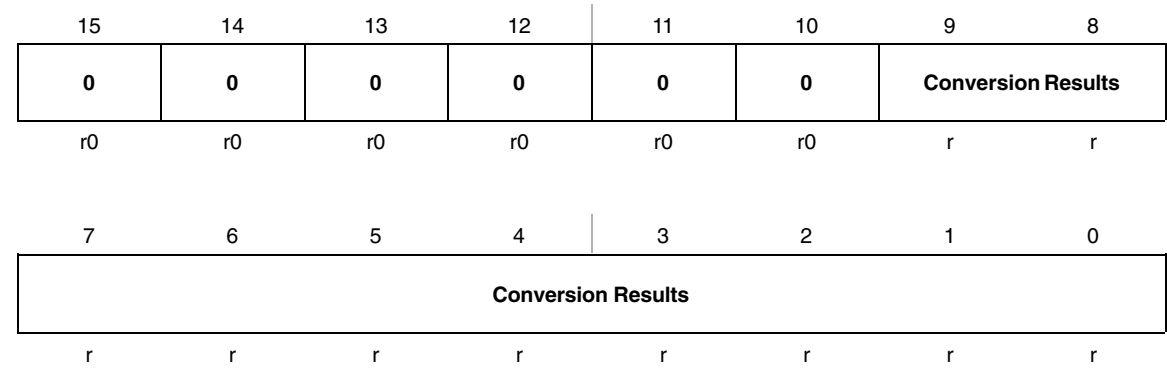 15 14 13 12 11 10 9 8
0 0 0 0 0 0 Conversion Results
r0 r0 r0 r0 r0 r0 r r
7 6 5 4 3 2 1 0
Conversion Results
r r r r r r r r